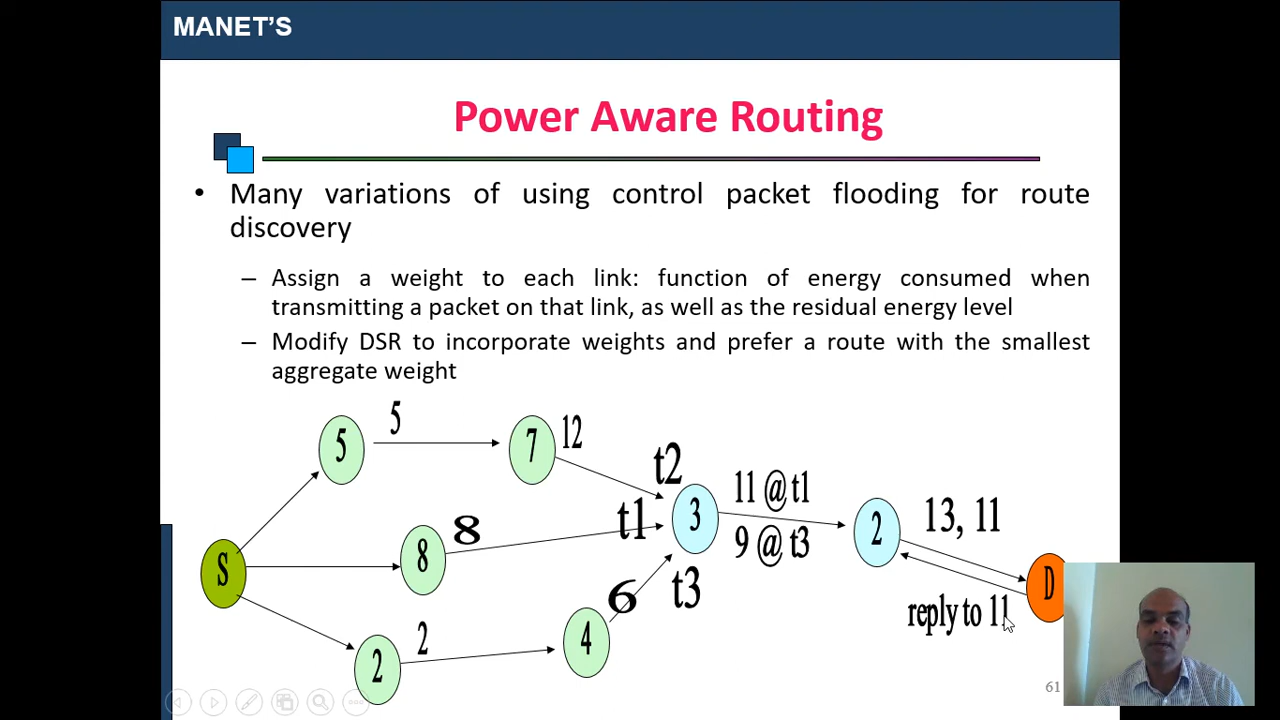 MANET'S
Power Aware Routing
• Many variations of using control packet flooding for route
discovery
– Assign a weight to each link: function of energy consumed when
transmitting a packet on that link, as well as the residual energy level
– Modify DSR to incorporate weights and prefer a route with the smallest
aggregate weight
5
5
7
12
t2
11 @ t1
8
8
t1
3
9 @ t3
2
13, 11
S
D
6
t3
reply to 11
2
2
4
61